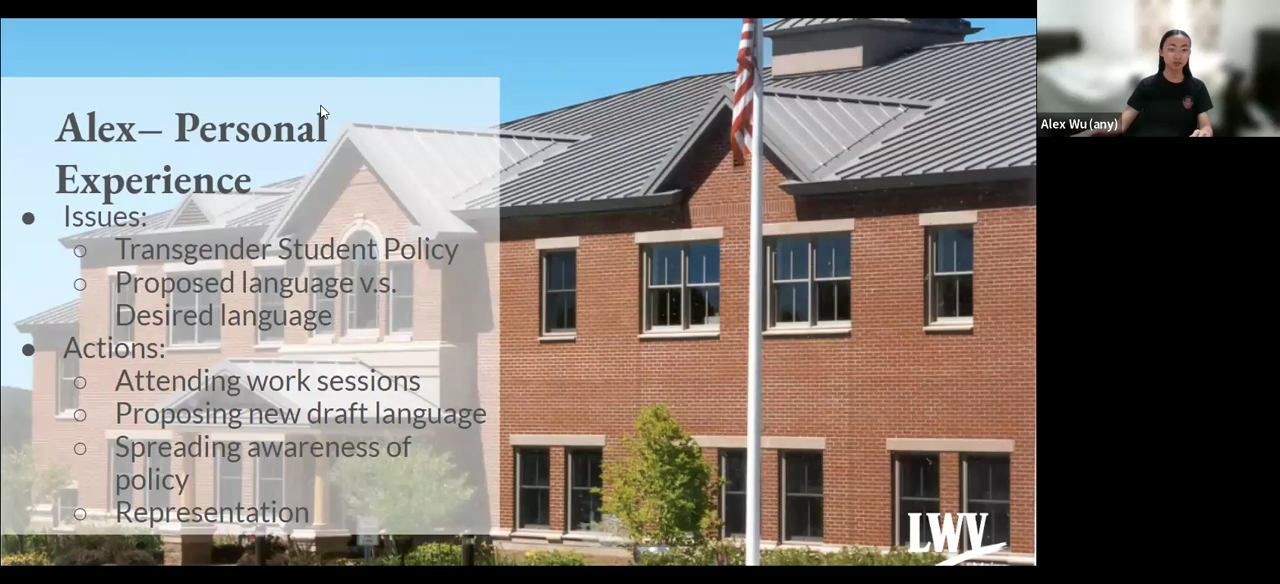 Alex– Personal
Experience
● Issues:
○ Transgender Student Policy
○ Proposed language v.s.
Desired language
● Actions:
○ Attending work sessions
○ Proposing new draft language
○ Spreading awareness of
policy
○ Representation
LWV
Alex Wu (any)